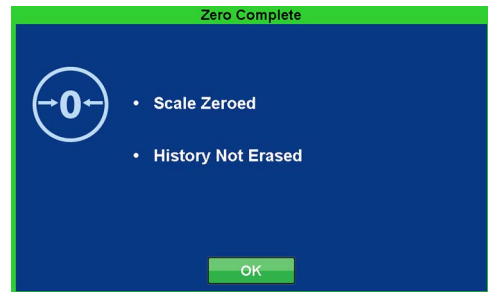 Zero Complete
→0←
• Scale Zeroed
• History Not Erased
OK